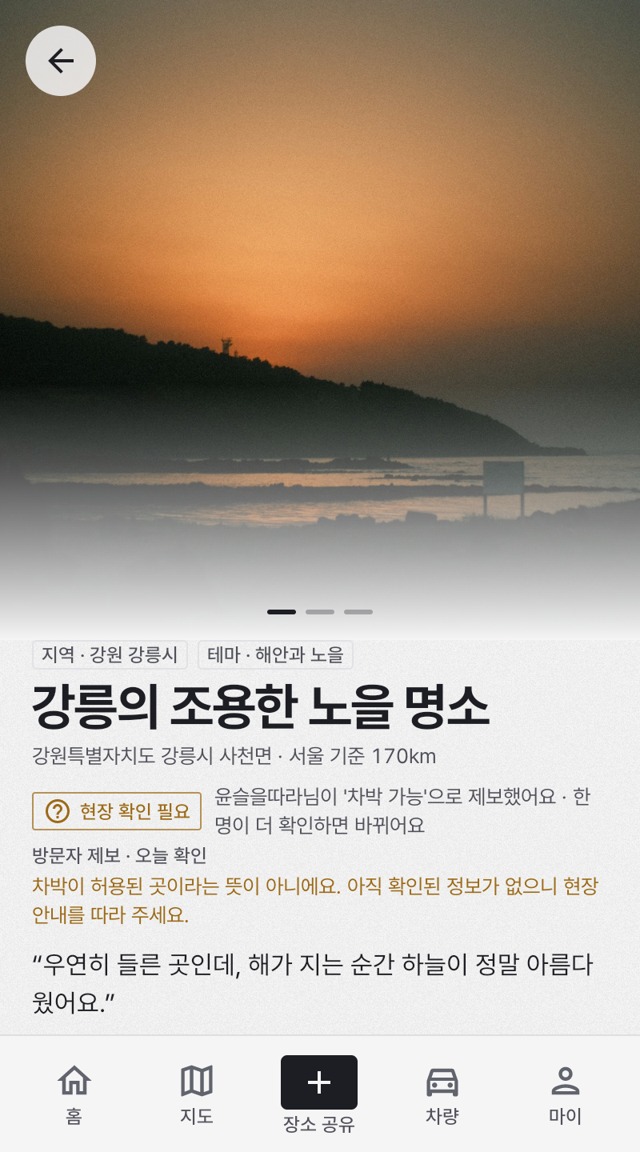 지역 · 강원 강릉시
테마 · 해안과 노을
강릉의 조용한 노을 명소
강원특별자치도 강릉시 사천면 · 서울 기준 170km
현장 확인 필요
윤슬을따라님이 '차박 가능'으로 제보했어요 · 한
명이 더 확인하면 바뀌어요
방문자 제보 · 오늘 확인
차박이 허용된 곳이라는 뜻이 아니에요. 아직 확인된 정보가 없으니 현장
안내를 따라 주세요.
“우연히 들른 곳인데, 해가 지는 순간 하늘이 정말 아름다
웠어요.”
홈
지도
장소 공유
차량
마이